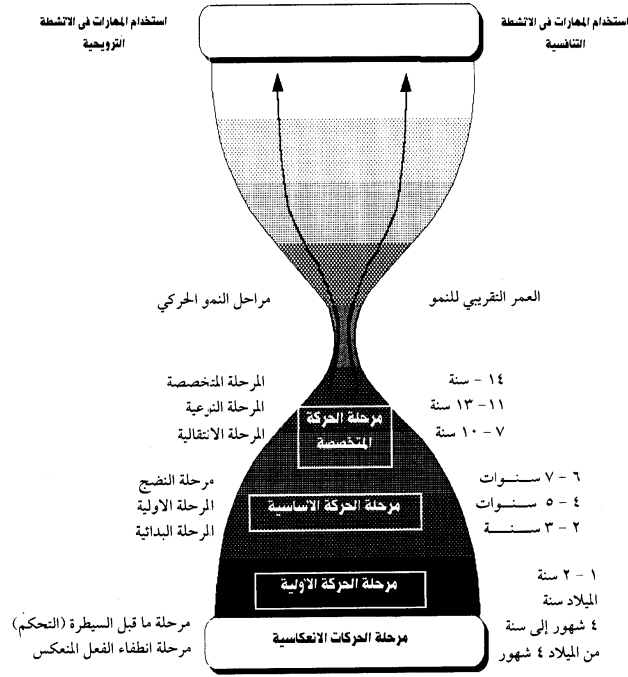 استخدام المهارات فى الانشطة
التنافسية
استخدام المهارات فى الانشطة
الترويحية
العمر التقريبي للنمو
مراحل النمو الحركي
١٤ - سنة
المرحلة المتخصصة
١١- ١٣ سنة
المرحلة النوعية
٧ - ١٠ سنة
المرحلة الانتقالية
مرحلة الحركة
المتخصصة
٦ - ٧ سنـوات
مرحلة النضج
٤ - ٥ سنـوات
المرحلة الاولية
٢ - ٣ سنـــة
المرحلة البدائية
مرحلة الحركة الاساسية
١ - ٢ سنة
الميلاد سنة
مرحلة الحركة الاولية
٤ شهور إلى سنة
مرحلة ما قبل السيطرة (التحكم)
من الميلاد ٤ شهور
مرحلة انطفاء الفعل المنعكس
مرحلة الحركات الانعكاسية